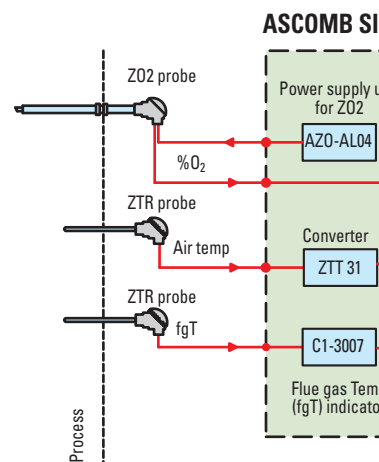 ASCOMB SI
ZO2 probe
Power supply u
for ZO2
AZO-AL04
%O₂
ZTR probe
Air temp
Converter
ZTT 31
ZTR probe
fgT
C1-3007
Flue gas Tem
(fgT) indicato
Process